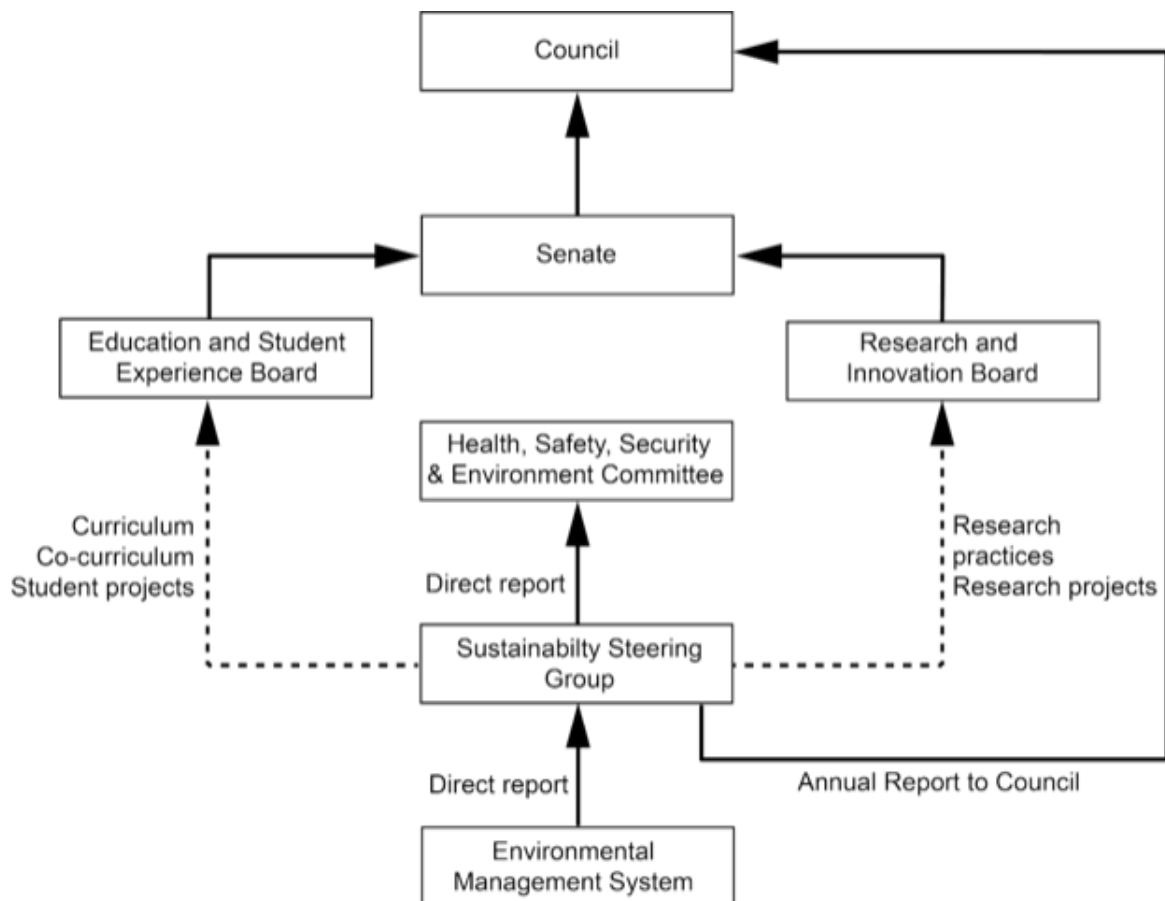 Council
Senate
Education and Student
Experience Board
Research and
Innovation Board
Health, Safety, Security
& Environment Committee
Curriculum
Co-curriculum
Student projects
Research
practices
Research projects
Direct report
Sustainabilty Steering
Group
Direct report
Annual Report to Council
Environmental
Management System